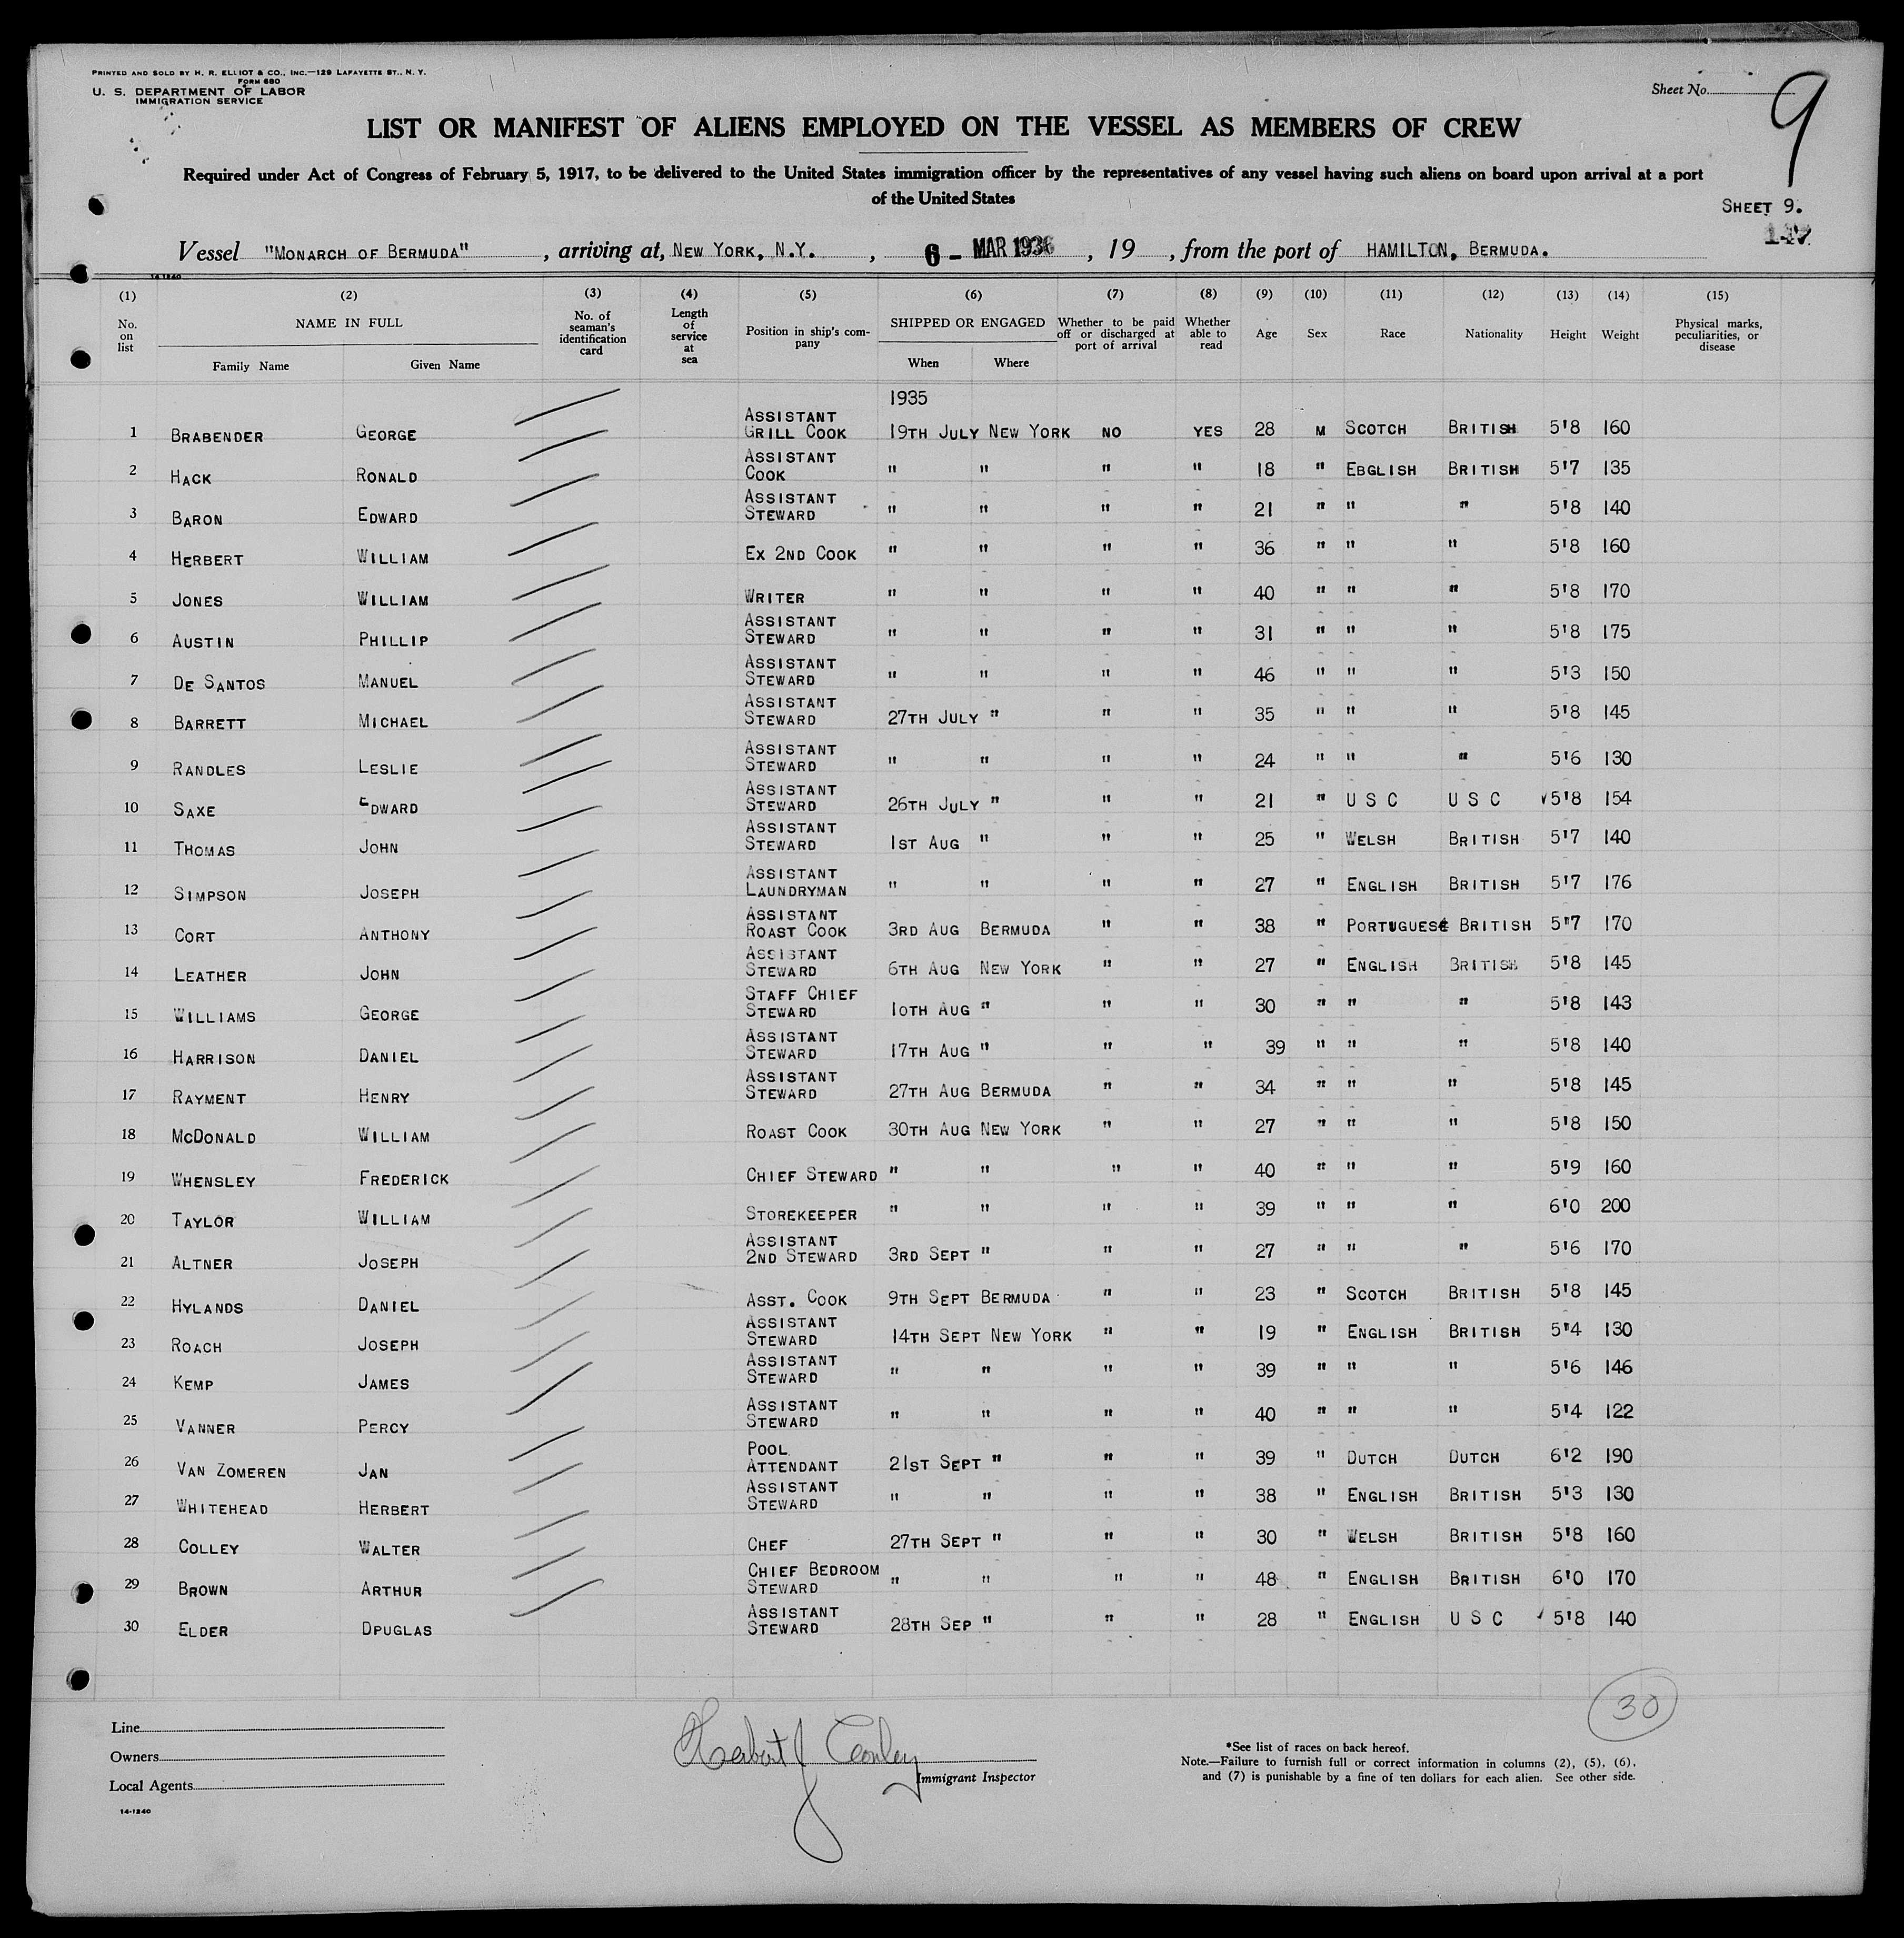 PRINTED AND SOLD BY H. R. ELLIOT & CO., INC.—129 LAFAYETTE ST., N. Y.
FORM 680
U. S. DEPARTMENT OF LABOR
IMMIGRATION SERVICE
Sheet No.
9
LIST OR MANIFEST OF ALIENS EMPLOYED ON THE VESSEL AS MEMBERS OF CREW
Required under Act of Congress of February 5, 1917, to be delivered to the United States immigration officer by the representatives of any vessel having such aliens on board upon arrival at a port
of the United States
SHEET 9.
Vessel "MONARCH OF BERMUDA", arriving at, NEW YORK, N.Y., 6 - MAR 1936, 19, from the port of HAMILTON, BERMUDA.
14-1240
(1) (2) (3) (4) (5) (6) (7) (8) (9) (10) (11) (12) (13) (14) (15)
No. on list NAME IN FULL Family Name Given Name No. of seaman's identification card Length of service at sea Position in ship's company SHIPPED OR ENGAGED When Where Whether to be paid off or discharged at port of arrival Whether able to read Age Sex Race Nationality Height Weight Physical marks, peculiarities, or disease
1935
1 BRABENDER GEORGE ASSISTANT GRILL COOK 19TH JULY NEW YORK NO YES 28 M SCOTCH BRITISH 5'8 160
2 HACK RONALD ASSISTANT COOK " " " " 18 " EBGLISH BRITISH 5'7 135
3 BARON EDWARD ASSISTANT STEWARD " " " " 21 " " " 5'8 140
4 HERBERT WILLIAM EX 2ND COOK " " " " 36 " " " 5'8 160
5 JONES WILLIAM WRITER " " " " 40 " " " 5'8 170
6 AUSTIN PHILLIP ASSISTANT STEWARD " " " " 31 " " " 5'8 175
7 DE SANTOS MANUEL ASSISTANT STEWARD " " " " 46 " " " 5'3 150
8 BARRETT MICHAEL ASSISTANT STEWARD 27TH JULY " " " 35 " " " 5'8 145
9 RANDLES LESLIE ASSISTANT STEWARD " " " " 24 " " " 5'6 130
10 SAXE EDWARD ASSISTANT STEWARD 26TH JULY " " " 21 " U S C U S C ✓5'8 154
11 THOMAS JOHN ASSISTANT STEWARD 1ST AUG " " " 25 " WELSH BRITISH 5'7 140
12 SIMPSON JOSEPH ASSISTANT LAUNDRYMAN " " " " 27 " ENGLISH BRITISH 5'7 176
13 CORT ANTHONY ASSISTANT ROAST COOK 3RD AUG BERMUDA " " 38 " PORTUGUESE BRITISH 5"7 170
14 LEATHER JOHN ASSISTANT STEWARD 6TH AUG NEW YORK " " 27 " ENGLISH BRITISH 5'8 145
15 WILLIAMS GEORGE STAFF CHIEF STEWARD 10TH AUG " " " 30 " " " 5'8 143
16 HARRISON DANIEL ASSISTANT STEWARD 17TH AUG " " " 39 " " " 5'8 140
17 RAYMENT HENRY ASSISTANT STEWARD 27TH AUG BERMUDA " " 34 " " " 5'8 145
18 MCDONALD WILLIAM ROAST COOK 30TH AUG NEW YORK " " 27 " " " 5'8 150
19 WHENSLEY FREDERICK CHIEF STEWARD " " " " 40 " " " 5'9 160
20 TAYLOR WILLIAM STOREKEEPER " " " " 39 " " " 6'0 200
21 ALTNER JOSEPH ASSISTANT 2ND STEWARD 3RD SEPT " " " 27 " " " 5'6 170
22 HYLANDS DANIEL ASST. COOK 9TH SEPT BERMUDA " " 23 " SCOTCH BRITISH 5'8 145
23 ROACH JOSEPH ASSISTANT STEWARD 14TH SEPT NEW YORK " " 19 " ENGLISH BRITISH 5'4 130
24 KEMP JAMES ASSISTANT STEWARD " " " " 39 " " " 5'6 146
25 VANNER PERCY ASSISTANT STEWARD " " " " 40 " " " 5'4 122
26 VAN ZOMEREN JAN POOL ATTENDANT 21ST SEPT " " " 39 " DUTCH DUTCH 6'2 190
27 WHITEHEAD HERBERT ASSISTANT STEWARD " " " " 38 " ENGLISH BRITISH 5'3 130
28 COLLEY WALTER CHEF 27TH SEPT " " " 30 " WELSH BRITISH 5'8 160
29 BROWN ARTHUR CHIEF BEDROOM STEWARD " " " " 48 " ENGLISH BRITISH 6'0 170
30 ELDER DPUGLAS ASSISTANT STEWARD 28TH SEP " " " 28 " ENGLISH U S C ✓ 5'8 140
30
Line
Owners
Local Agents
14-1240
Herbert J Conley
Immigrant Inspector
*See list of races on back hereof.
Note.—Failure to furnish full or correct information in columns (2), (5), (6),
and (7) is punishable by a fine of ten dollars for each alien. See other side.